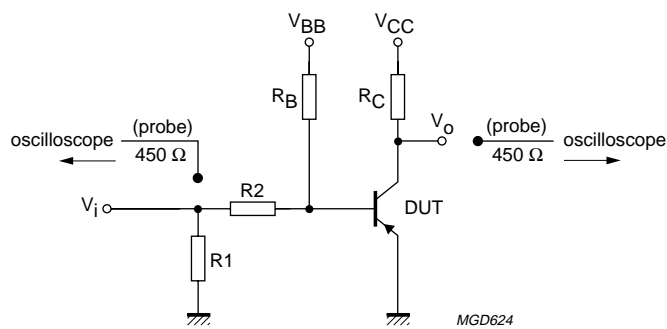 VBB
VCC
RB
RC
Vo
(probe)
450 Ω
oscilloscope
(probe)
450 Ω
oscilloscope
R2
Vi
DUT
R1
MGD624